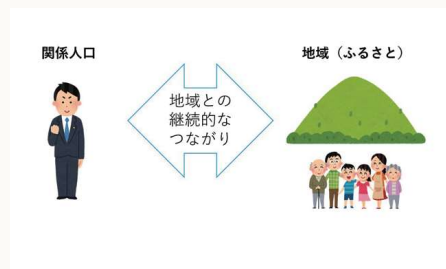 関係人口
地域（ふるさと）
地域との
継続的な
つながり